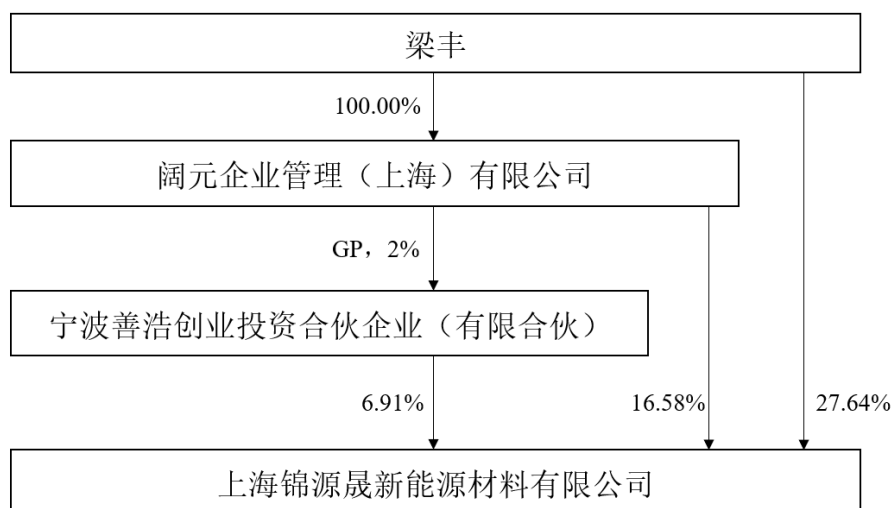 梁丰
100.00%
阔元企业管理（上海）有限公司
GP，2%
宁波善浩创业投资合伙企业（有限合伙）
6.91%
16.58%
27.64%
上海锦源晟新能源材料有限公司